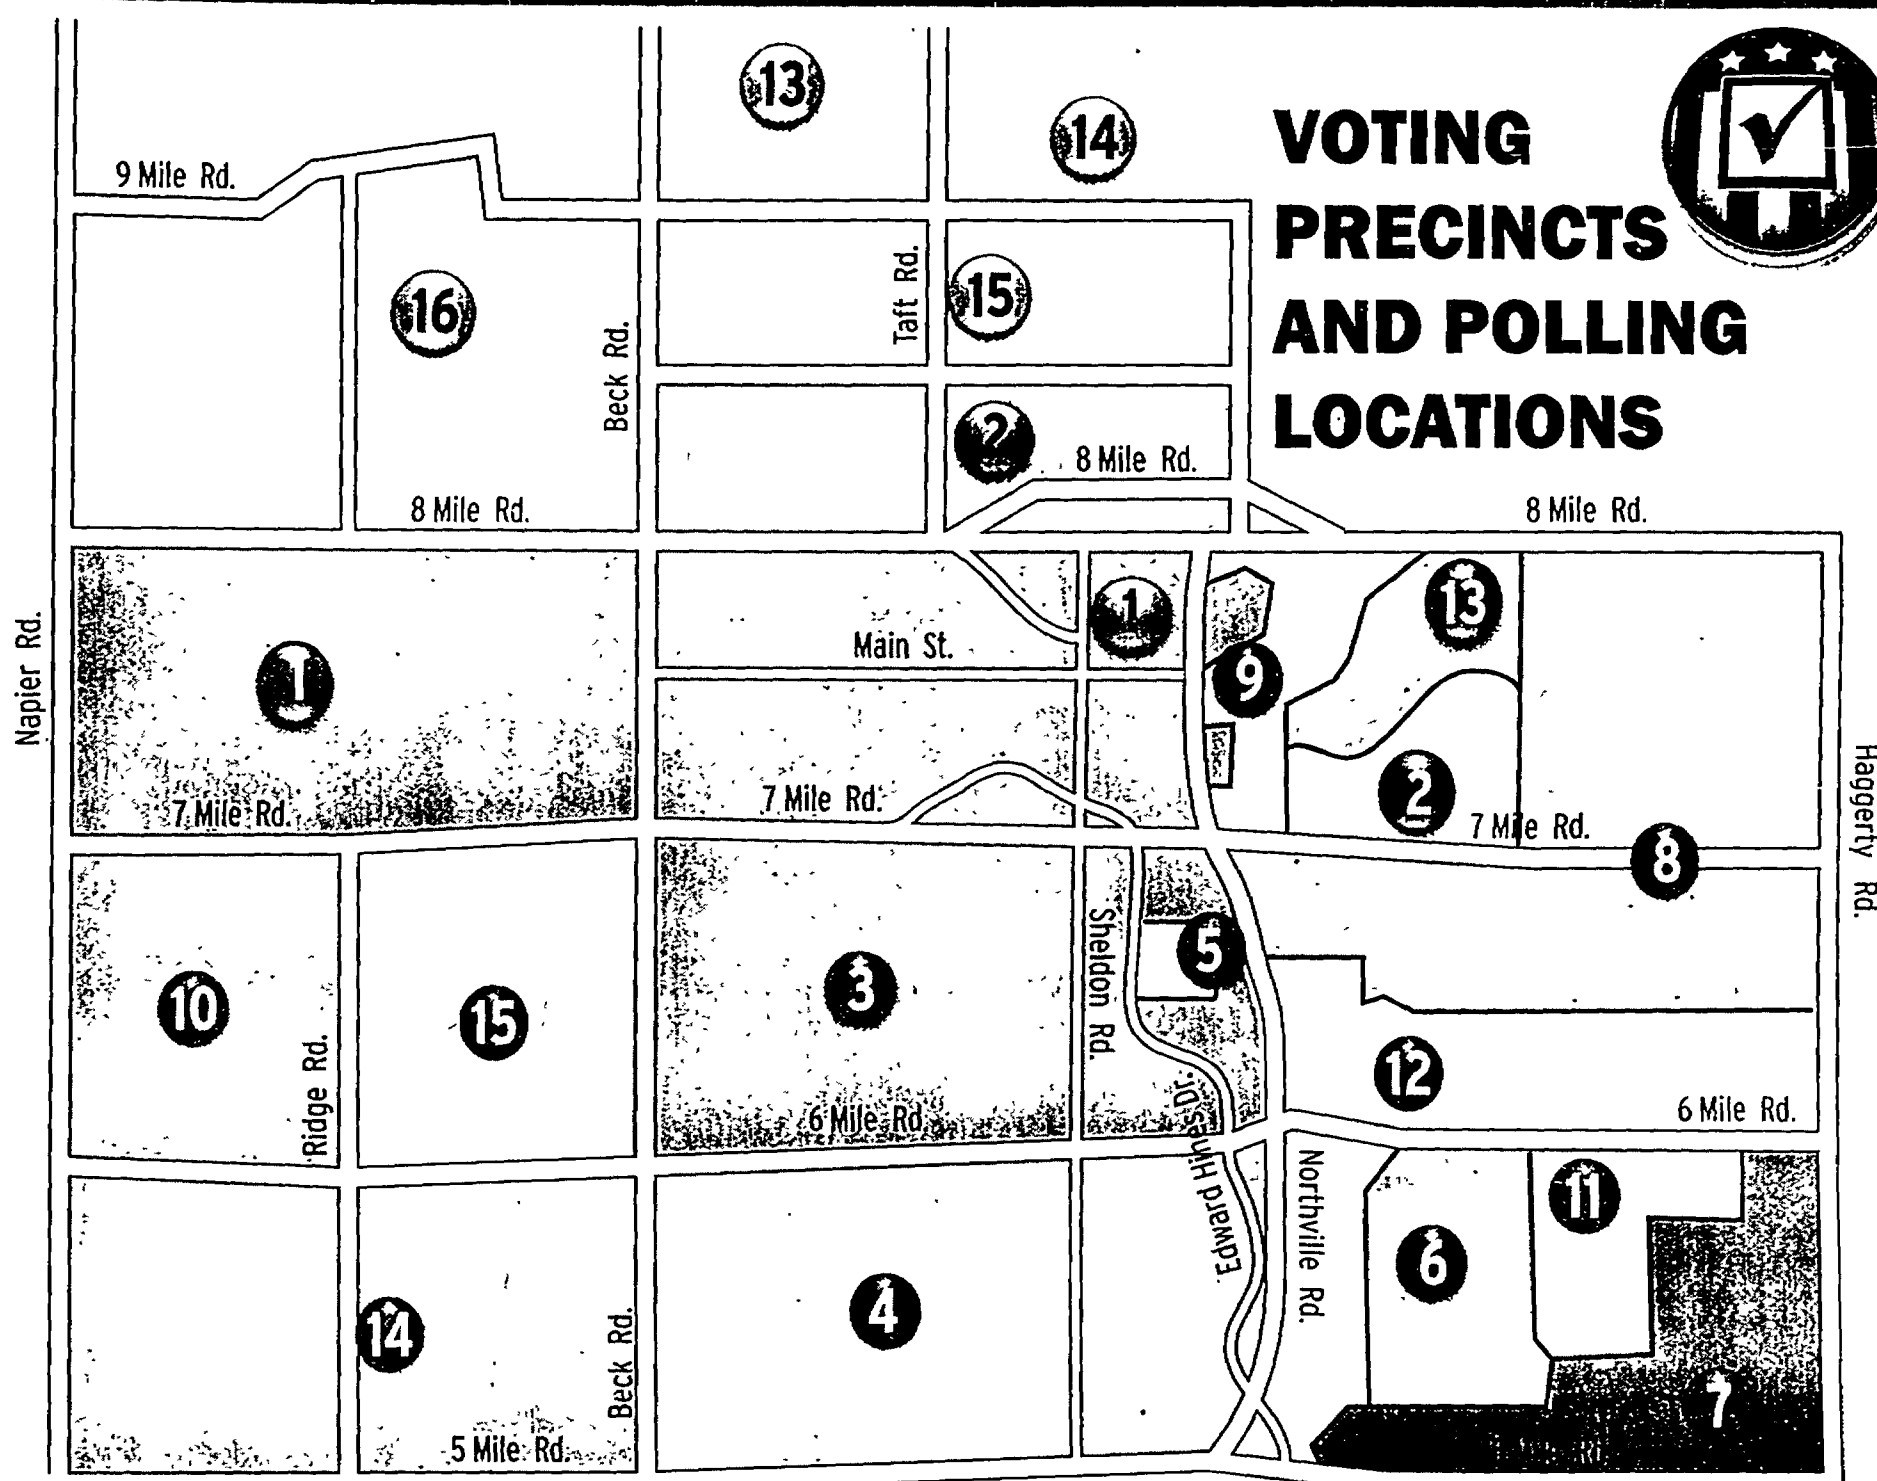 VOTING
PRECINCTS
AND POLLING
LOCATIONS
13
14
9 Mile Rd.
16
Beck Rd.
Taft Rd.
15
2
8 Mile Rd.
8 Mile Rd.
8 Mile Rd.
Napier Rd.
1
Main St.
1
9
13
2
7 Mile Rd.
7 Mile Rd.
7 Mile Rd.
8
Haggerty Rd.
10
Ridge Rd.
15
3
Sheldon Rd.
5
12
6 Mile Rd.
6 Mile Rd.
Edward Hines Dr.
Northville Rd.
11
6
14
4
Beck Rd.
7
5 Mile Rd.